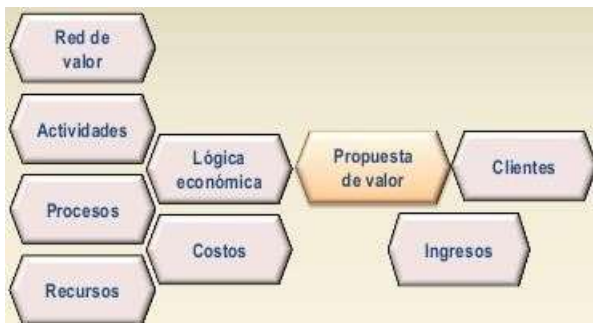 Red de
valor
Actividades
Procesos
Recursos
Lógica
económica
Costos
Propuesta
de valor
Clientes
Ingresos